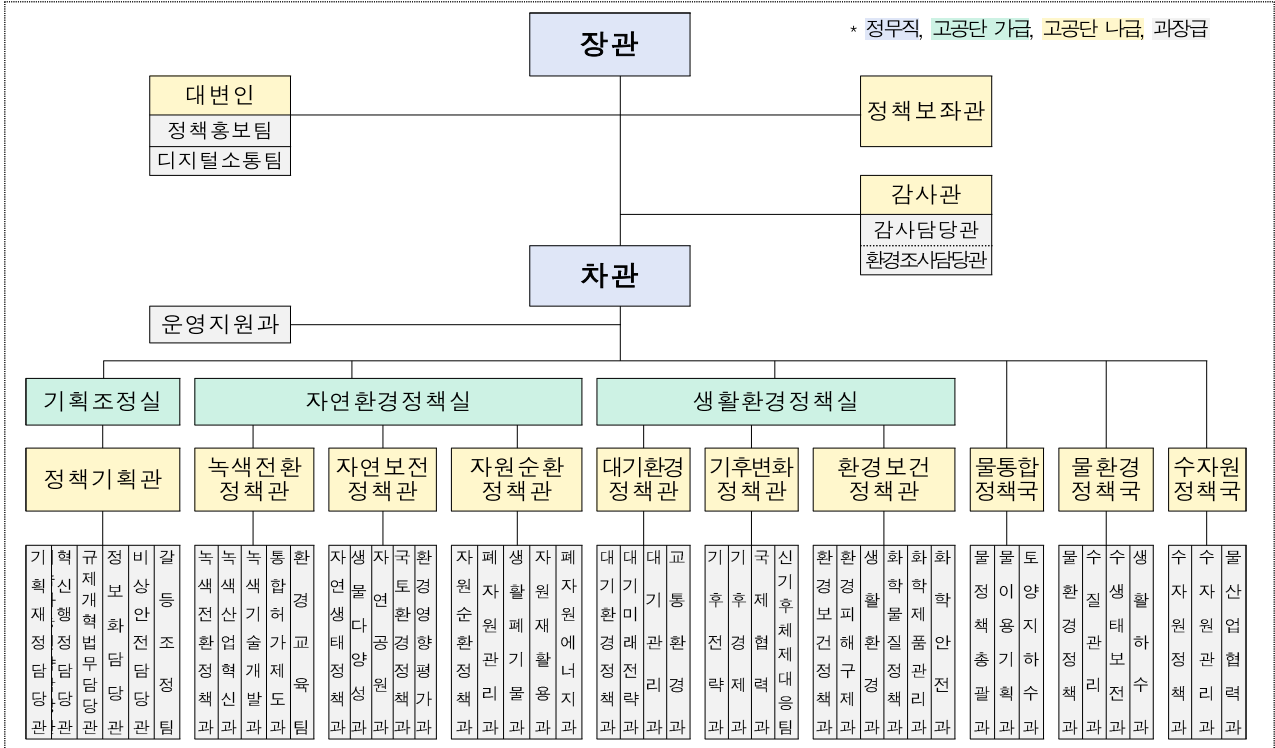 장관
* 정무직, 고공단 가급, 고공단 나급, 과장급
대변인
정책홍보팀
디지털소통팀
정책보좌관
감사관
감사담당관
환경조사담당관
차관
운영지원과
기획조정실
자연환경정책실
생활환경정책실
정책기획관
녹색전환
정책관
자연보전
정책관
자원순환
정책관
대기환경
정책관
기후변화
정책관
환경보건
정책관
물통합
정책국
물환경
정책국
수자원
정책국
기획재정담당관
혁신행정담당관
규제개혁법무담당관
정보화담당관
비상안전담당관
갈등조정팀
녹색전환정책과
녹색산업혁신과
녹색기술개발과
통합허가제도과
환경교육팀
자연생태정책과
생물다양성과
자연공원과
국토환경정책과
환경영향평가과
자원순환정책과
폐자원관리과
생활폐기물과
자원재활용과
폐자원에너지과
대기환경정책과
대기미래전략과
대기관리과
교통환경과
기후전략과
기후경제과
국제협력과
신기후체제대응팀
환경보건정책과
환경피해구제과
생활환경과
화학물질정책과
화학제품관리과
화학안전과
물정책총괄과
물이용기획과
토양지하수과
물환경정책과
수질관리과
수생태보전과
생활하수과
수자원정책과
수자원관리과
물산업협력과